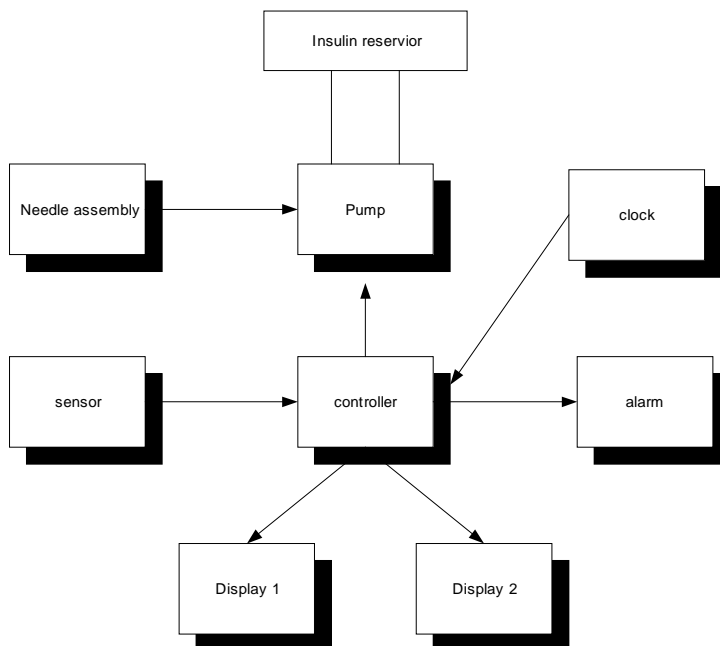 Insulin reservior
Needle assembly
Pump
clock
sensor
controller
alarm
Display 1
Display 2